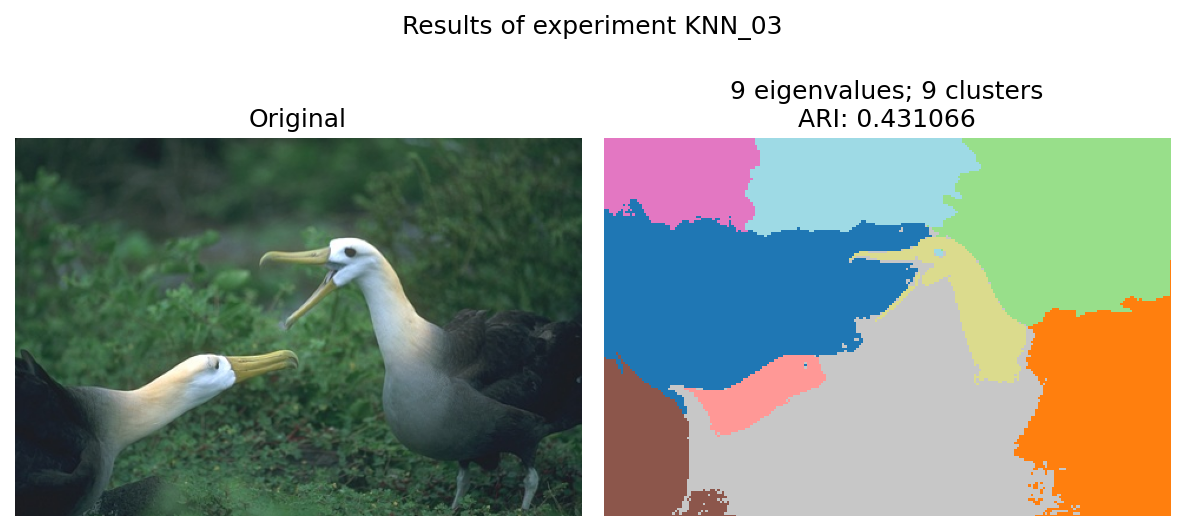 Results of experiment KNN_03
Original
9 eigenvalues; 9 clusters
ARI: 0.431066